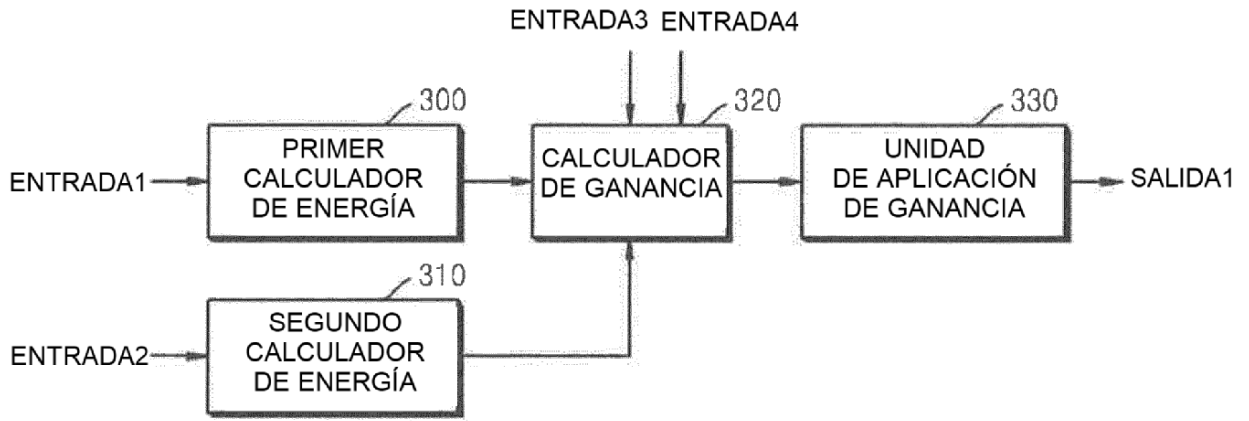 ENTRADA3 ENTRADA4
300
320
330
ENTRADA1
PRIMER
CALCULADOR
DE ENERGÍA
CALCULADOR
DE GANANCIA
UNIDAD
DE APLICACIÓN
DE GANANCIA
SALIDA1
310
ENTRADA2
SEGUNDO
CALCULADOR
DE ENERGÍA